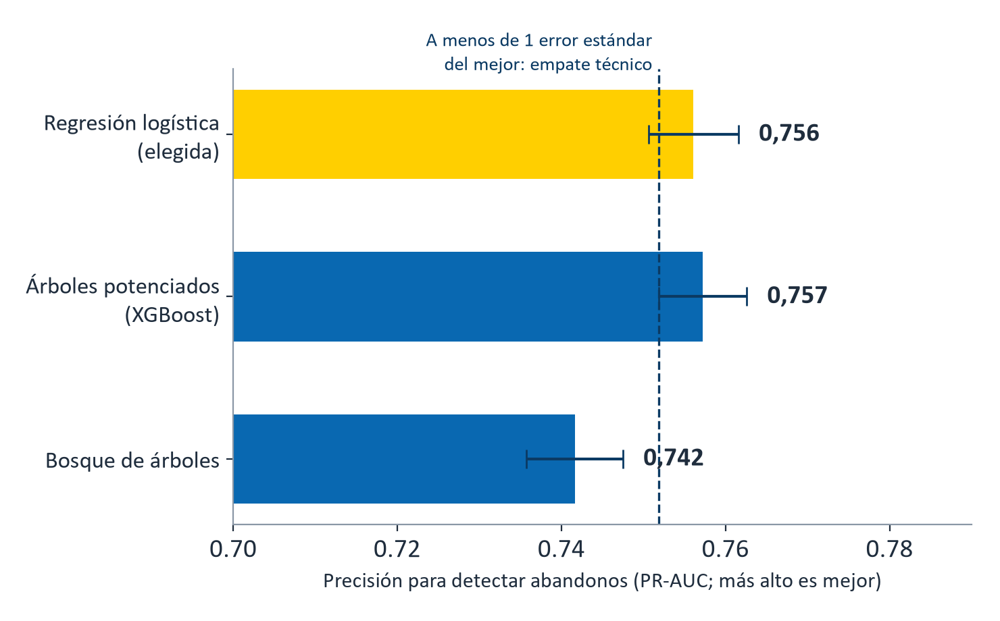 A menos de 1 error estándar
del mejor: empate técnico
Regresión logística
(elegida)
0,756
Árboles potenciados
(XGBoost)
0,757
Bosque de árboles
0,742
0.70 0.72 0.74 0.76 0.78
Precisión para detectar abandonos (PR-AUC; más alto es mejor)